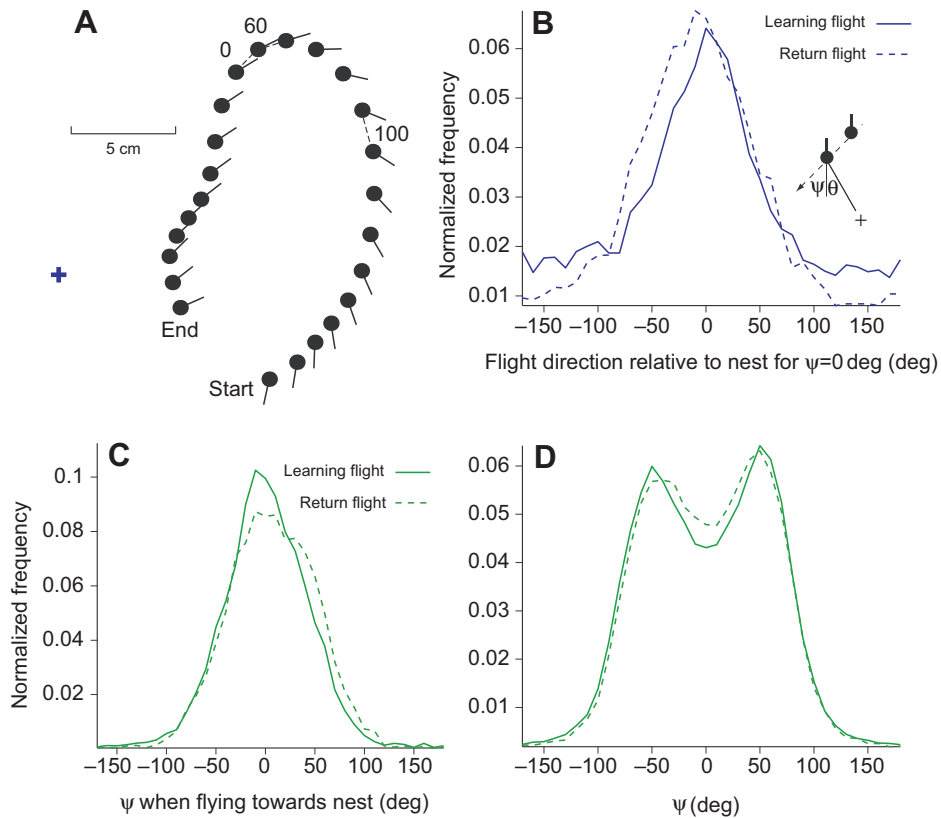 A
60
0
100
5 cm
+
End
Start
B
Learning flight
Return flight
Normalized frequency
0.06
0.05
0.04
0.03
0.02
0.01
ψ θ
+
–150 –100 –50 0 50 100 150
Flight direction relative to nest for ψ=0 deg (deg)
C
Learning flight
Return flight
Normalized frequency
0.1
0.08
0.06
0.04
0.02
–150 –100 –50 0 50 100 150
ψ when flying towards nest (deg)
D
0.06
0.05
0.04
0.03
0.02
0.01
–150 –100 –50 0 50 100 150
ψ (deg)